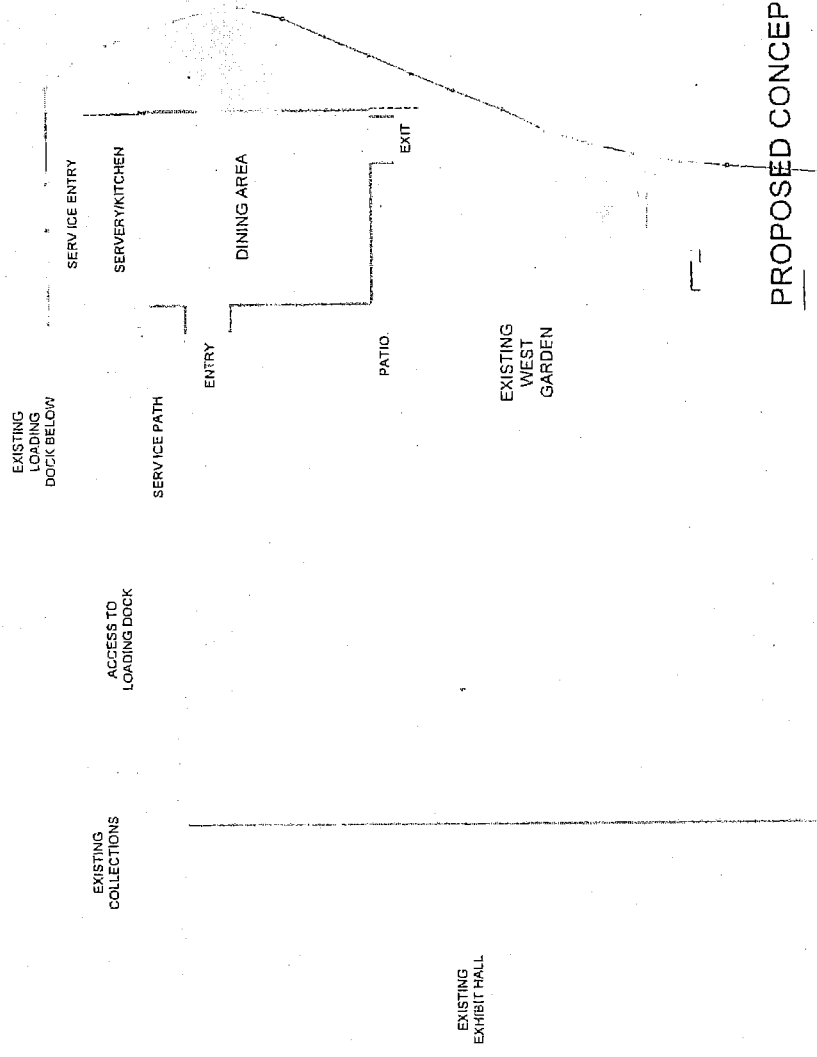 EXISTING
LOADING
DOCK BELOW
SERVICE ENTRY
SERVERY/KITCHEN
DINING AREA
EXIT
ENTRY
SERVICE PATH
PATIO.
EXISTING
WEST
GARDEN
ACCESS TO
LOADING DOCK
EXISTING
COLLECTIONS
EXISTING
EXHIBIT HALL
PROPOSED CONCEP